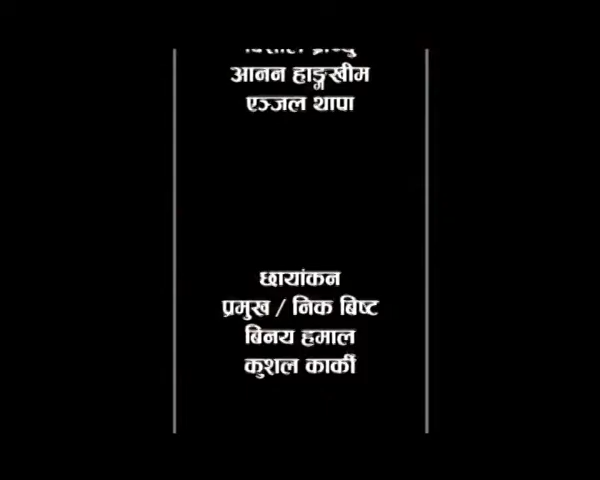 आनन हाङ्गखीम
एञ्जल थापा
छायांकन
प्रमुख / निक बिष्ट
बिनय हमाल
कुशल कार्की